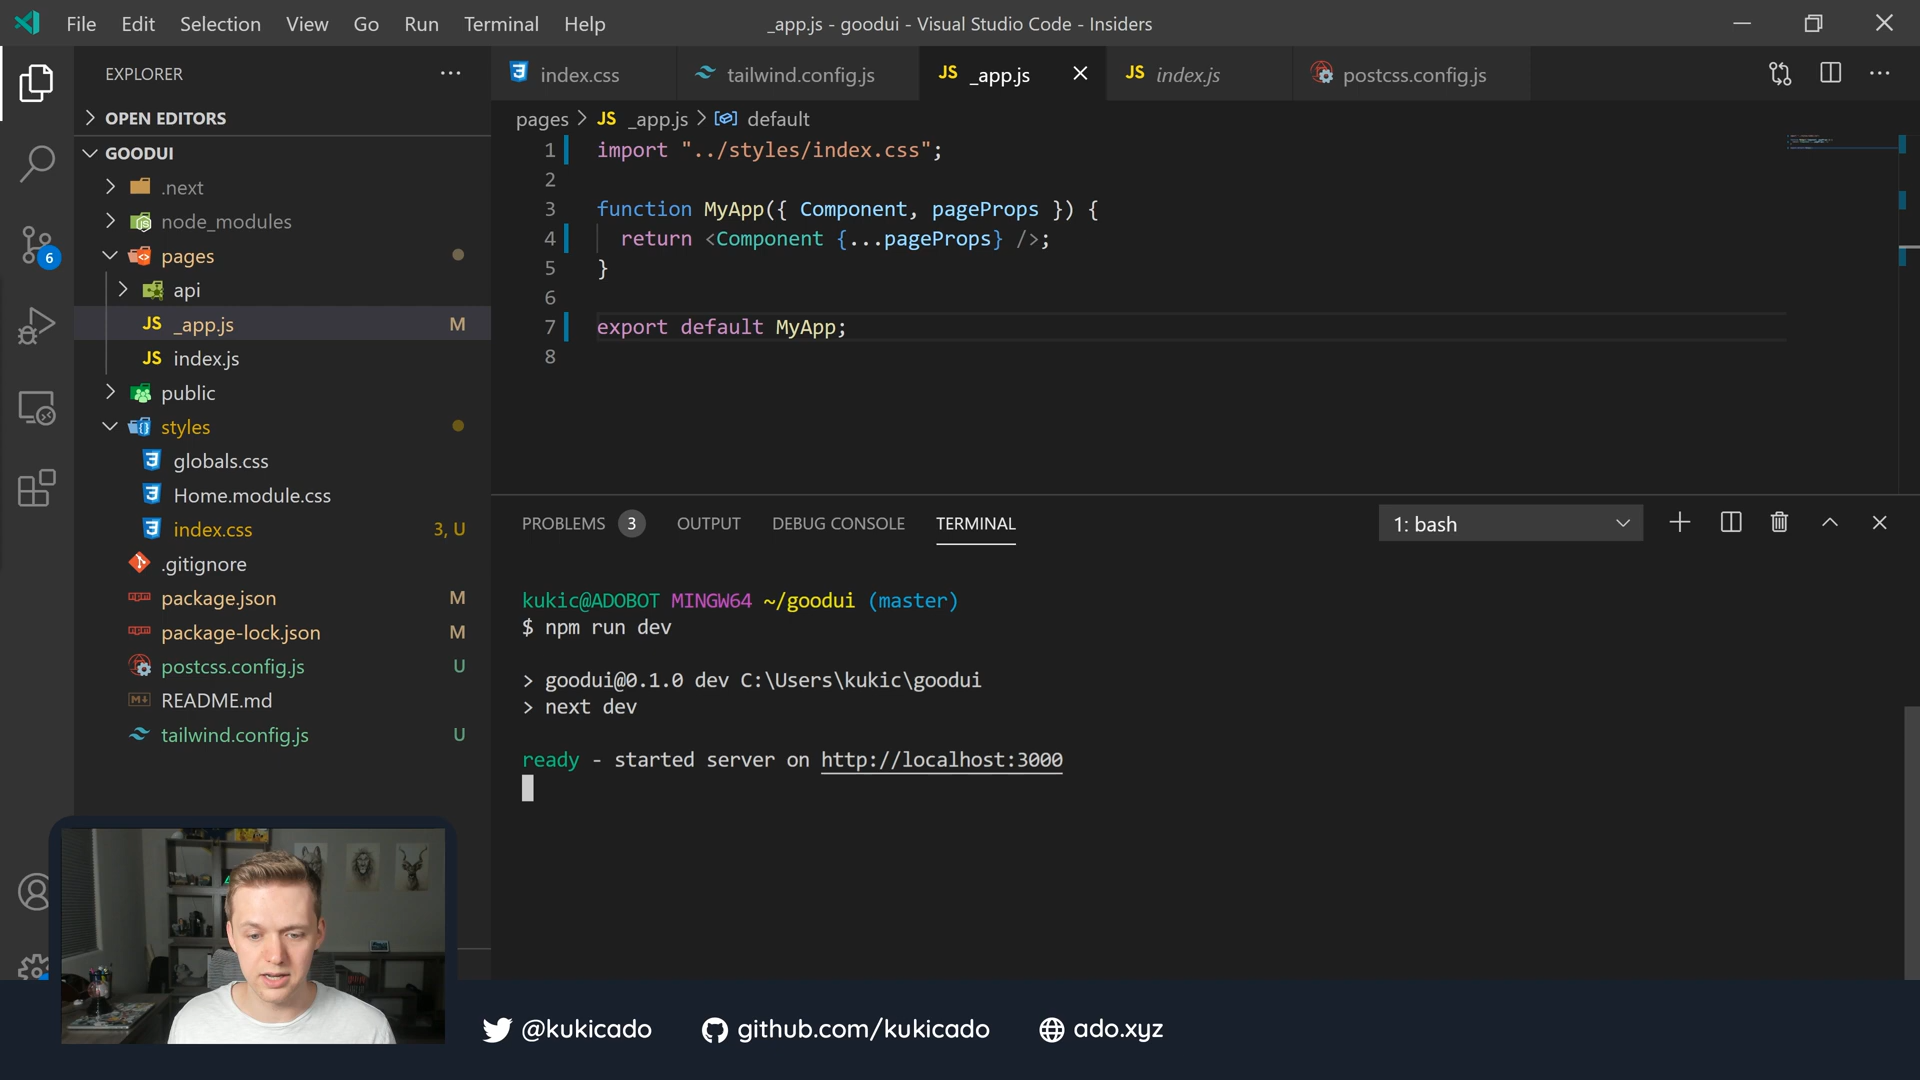 File Edit Selection View Go Run Terminal Help
_app.js - goodui - Visual Studio Code - Insiders
EXPLORER
OPEN EDITORS
GOODUI
.next
node_modules
pages
api
JS _app.js M
JS index.js
public
styles
globals.css
Home.module.css
index.css 3, U
.gitignore
package.json M
package-lock.json M
postcss.config.js U
README.md
tailwind.config.js U
6
index.css
tailwind.config.js
JS _app.js
JS index.js
postcss.config.js
pages > JS _app.js > default
1 import "../styles/index.css";
2
3 function MyApp({ Component, pageProps }) {
4 return <Component {...pageProps} />;
5 }
6
7 export default MyApp;
8
PROBLEMS 3 OUTPUT DEBUG CONSOLE TERMINAL
1: bash
kukic@ADOBOT MINGW64 ~/goodui (master)
$ npm run dev
> goodui@0.1.0 dev C:\Users\kukic\goodui
> next dev
ready - started server on http://localhost:3000
@kukicado github.com/kukicado ado.xyz